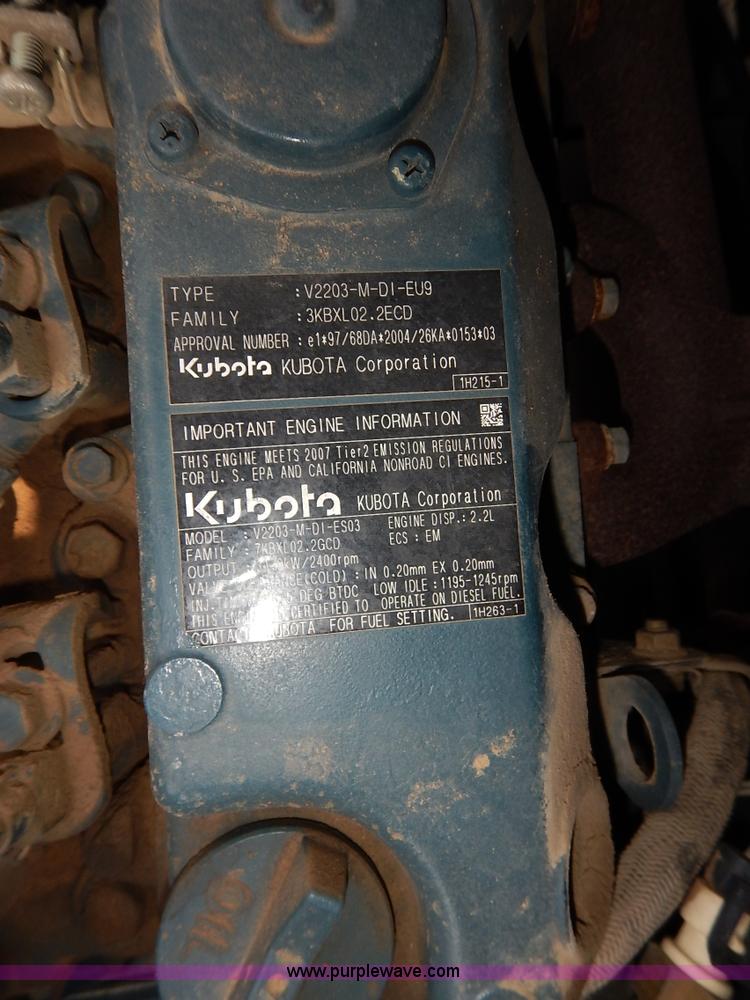 TYPE : V2203-M-DI-EU9
FAMILY : 3KBXL02.2ECD
APPROVAL NUMBER : e1*97/68DA*2004/26KA*0153*03
Kubota KUBOTA Corporation
1H215-1
IMPORTANT ENGINE INFORMATION
THIS ENGINE MEETS 2007 Tier2 EMISSION REGULATIONS
FOR U. S. EPA AND CALIFORNIA NONROAD CI ENGINES.
Kubota KUBOTA Corporation
MODEL : V2203-M-DI-ES03 ENGINE DISP.: 2.2L
FAMILY : 7KBXL02.2GCD ECS : EM
OUTPUT kW/2400rpm
(COLD) : IN 0.20mm EX 0.20mm
INJ. DEG BTDC LOW IDLE : 1195-1245rpm
THIS CERTIFIED TO OPERATE ON DIESEL FUEL.
KUBOTA FOR FUEL SETTING. 1H263-1
OIL
www.purplewave.com